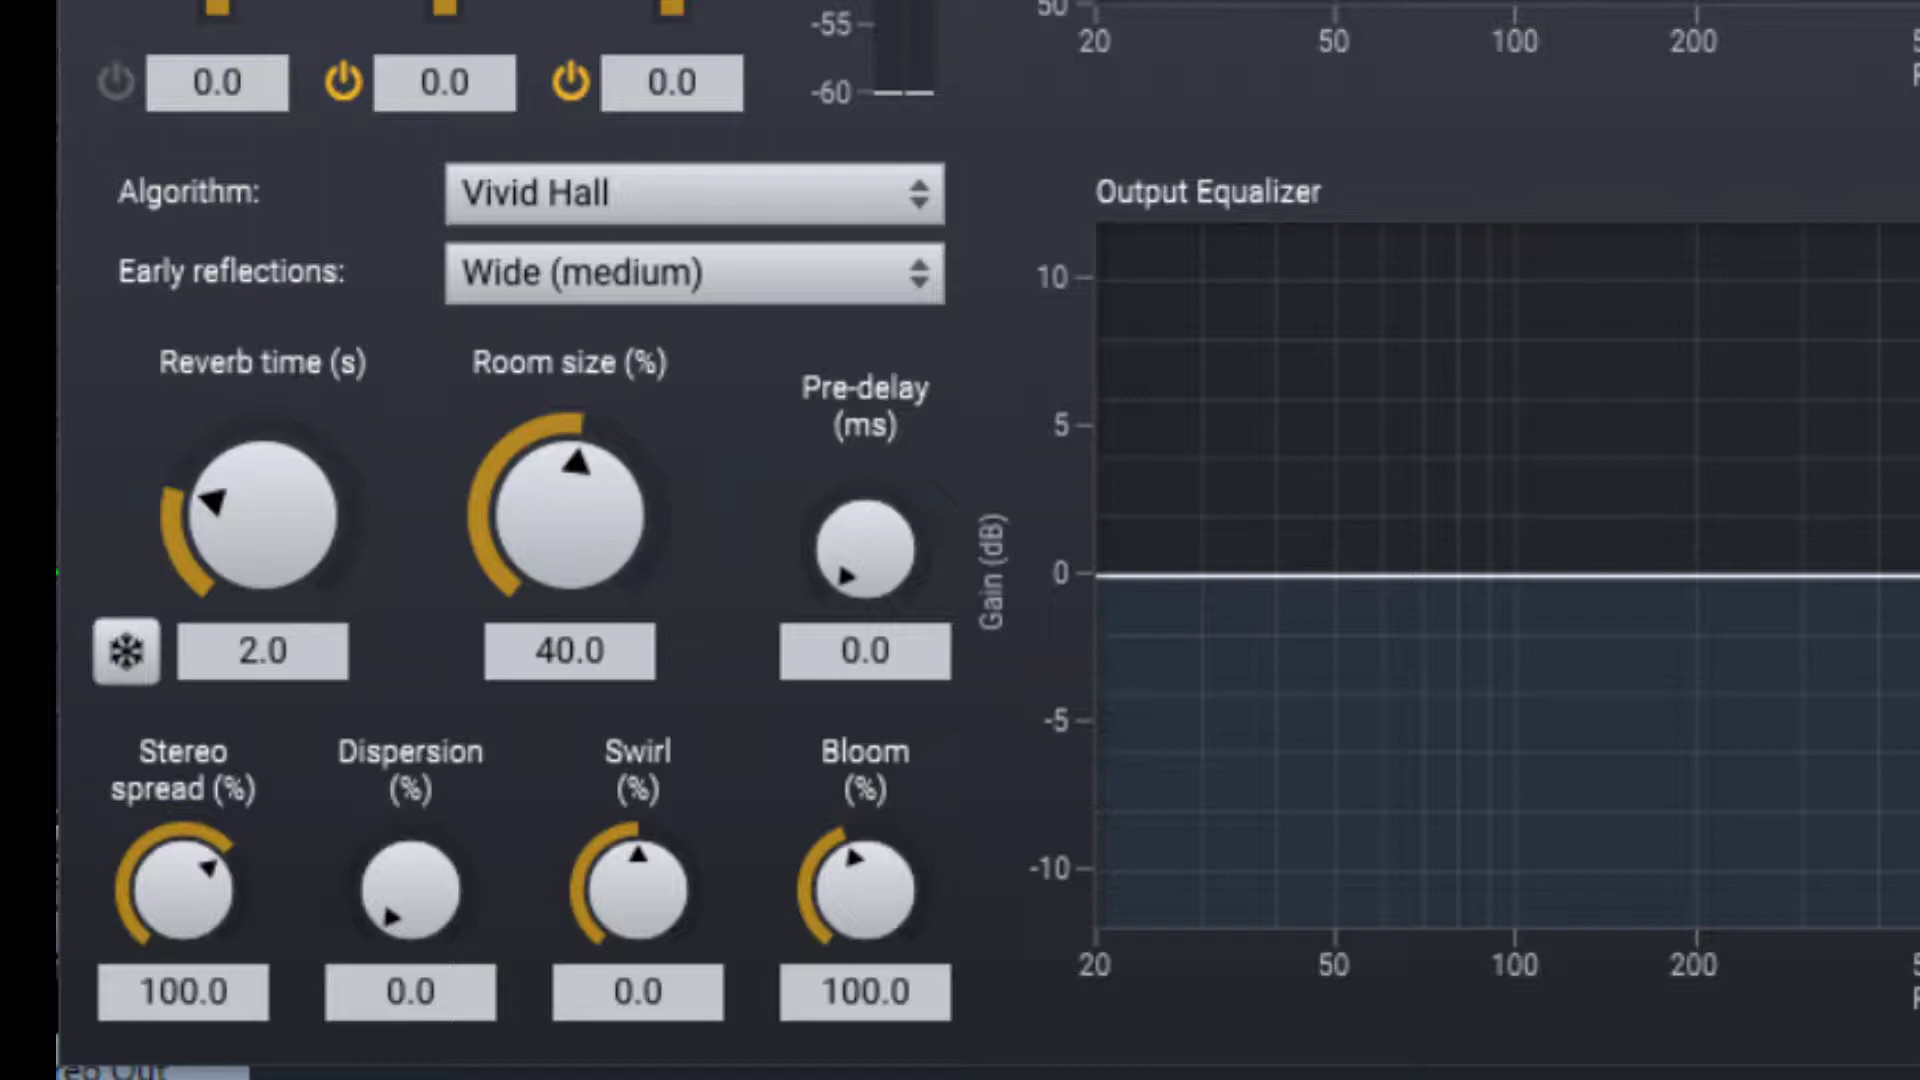 -55
50
20 50 100 200
0.0 0.0 0.0
-60
Algorithm: Vivid Hall
Output Equalizer
Early reflections: Wide (medium)
10
Reverb time (s) Room size (%)
Pre-delay
(ms)
5
Gain (dB)
0
2.0 40.0 0.0
-5
Stereo
spread (%)
Dispersion
(%)
Swirl
(%)
Bloom
(%)
-10
20 50 100 200
100.0 0.0 0.0 100.0